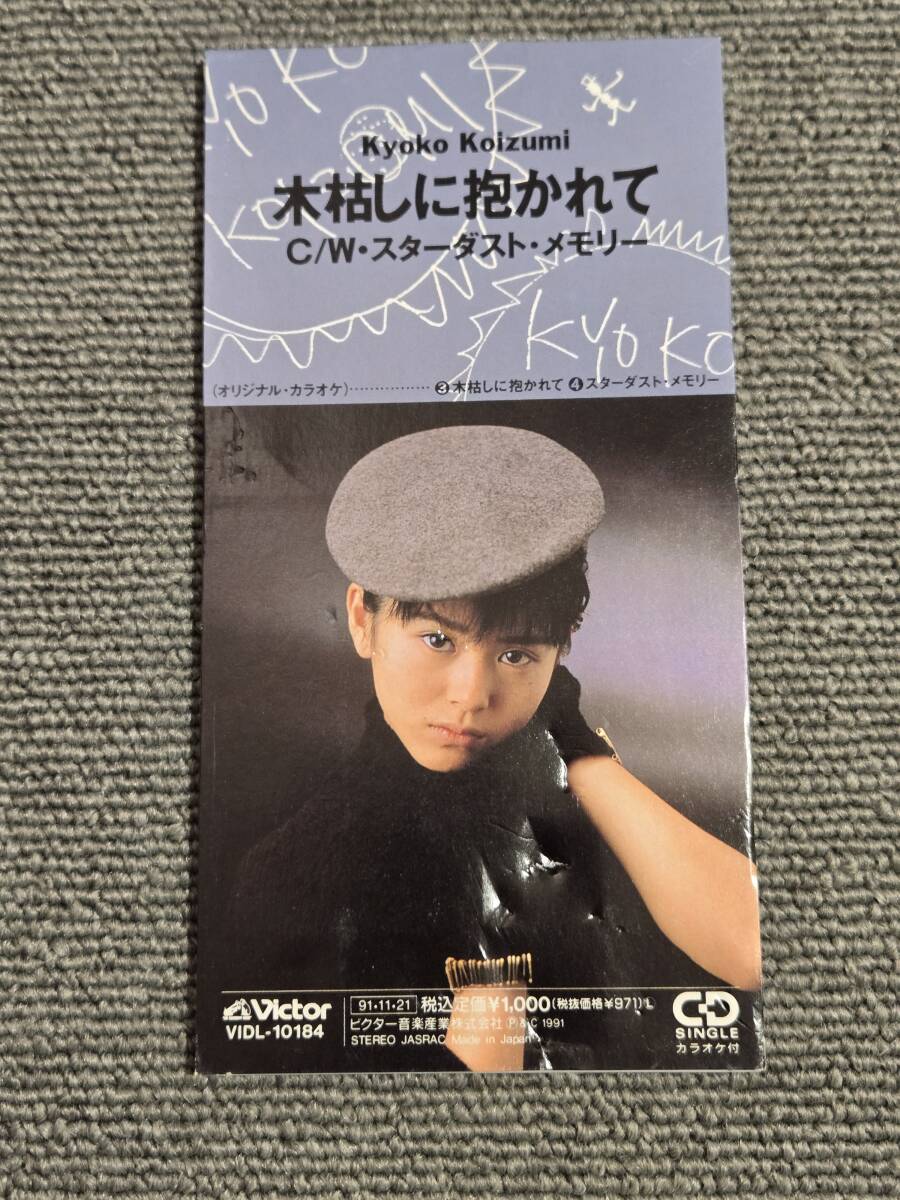 KYOKO
KOIZUMI
Kyoko Koizumi
木枯しに抱かれて
C/W・スターダスト・メモリー
KYOKO
(オリジナル・カラオケ)……………… ❸木枯しに抱かれて ❹スターダスト・メモリー
Victor
VIDL-10184
91・11・21 税込定価¥1,000(税抜価格¥971)Ⓛ
ビクター音楽産業株式会社 Ⓟ&Ⓒ 1991
STEREO JASRAC Made in Japan
CD
SINGLE
カラオケ付